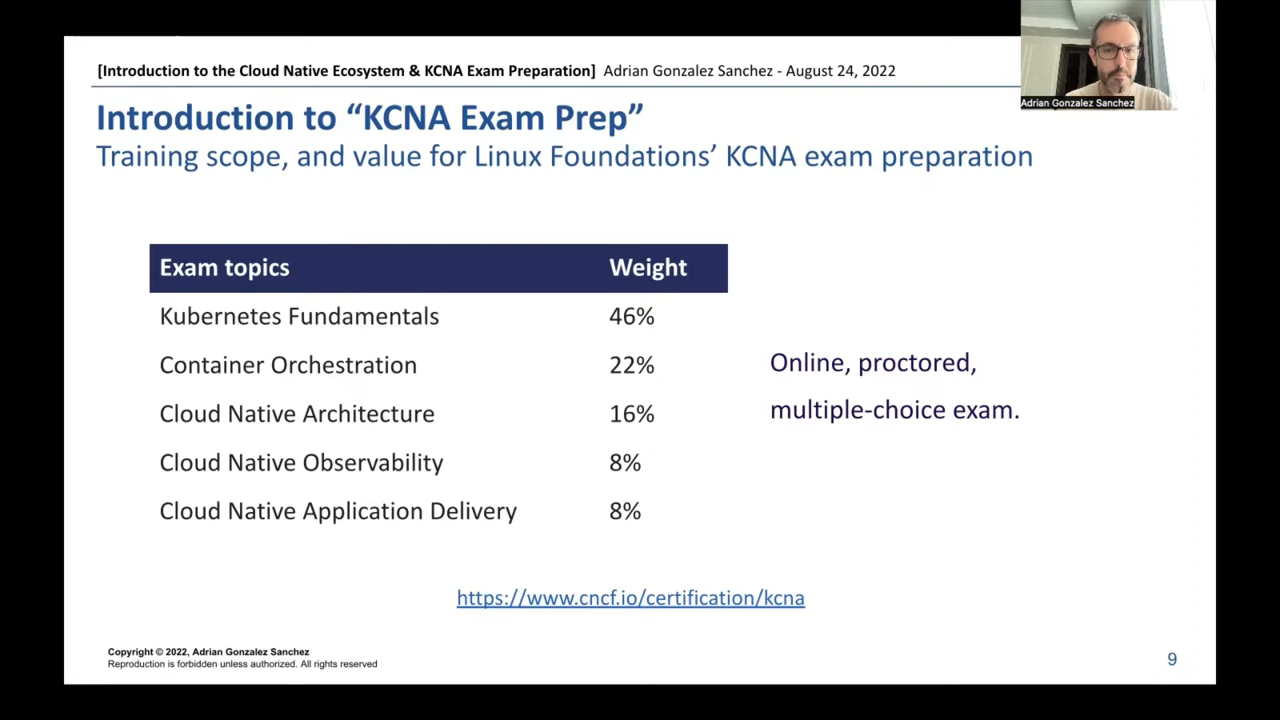 [Introduction to the Cloud Native Ecosystem & KCNA Exam Preparation] Adrian Gonzalez Sanchez - August 24, 2022
Adrian Gonzalez Sanchez
Introduction to “KCNA Exam Prep”
Training scope, and value for Linux Foundations’ KCNA exam preparation
Exam topics Weight
Kubernetes Fundamentals 46%
Container Orchestration 22%
Cloud Native Architecture 16%
Cloud Native Observability 8%
Cloud Native Application Delivery 8%
Online, proctored,
multiple-choice exam.
https://www.cncf.io/certification/kcna
Copyright © 2022, Adrian Gonzalez Sanchez
Reproduction is forbidden unless authorized. All rights reserved
9